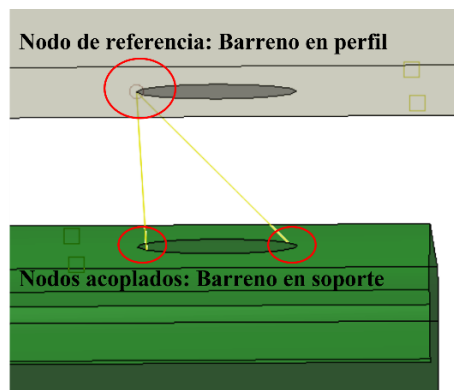 Nodo de referencia: Barreno en perfil
Nodos acoplados: Barreno en soporte